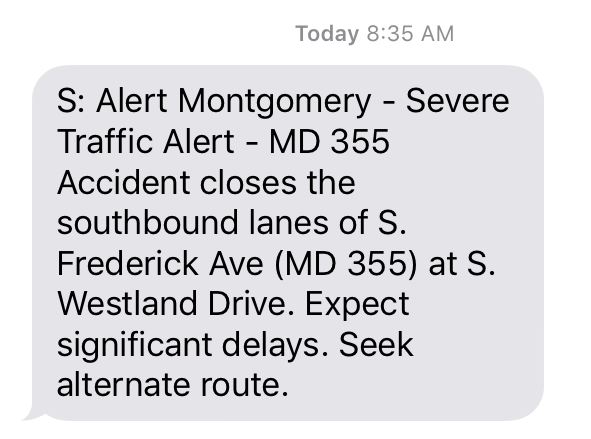 Today 8:35 AM
S: Alert Montgomery - Severe
Traffic Alert - MD 355
Accident closes the
southbound lanes of S.
Frederick Ave (MD 355) at S.
Westland Drive. Expect
significant delays. Seek
alternate route.